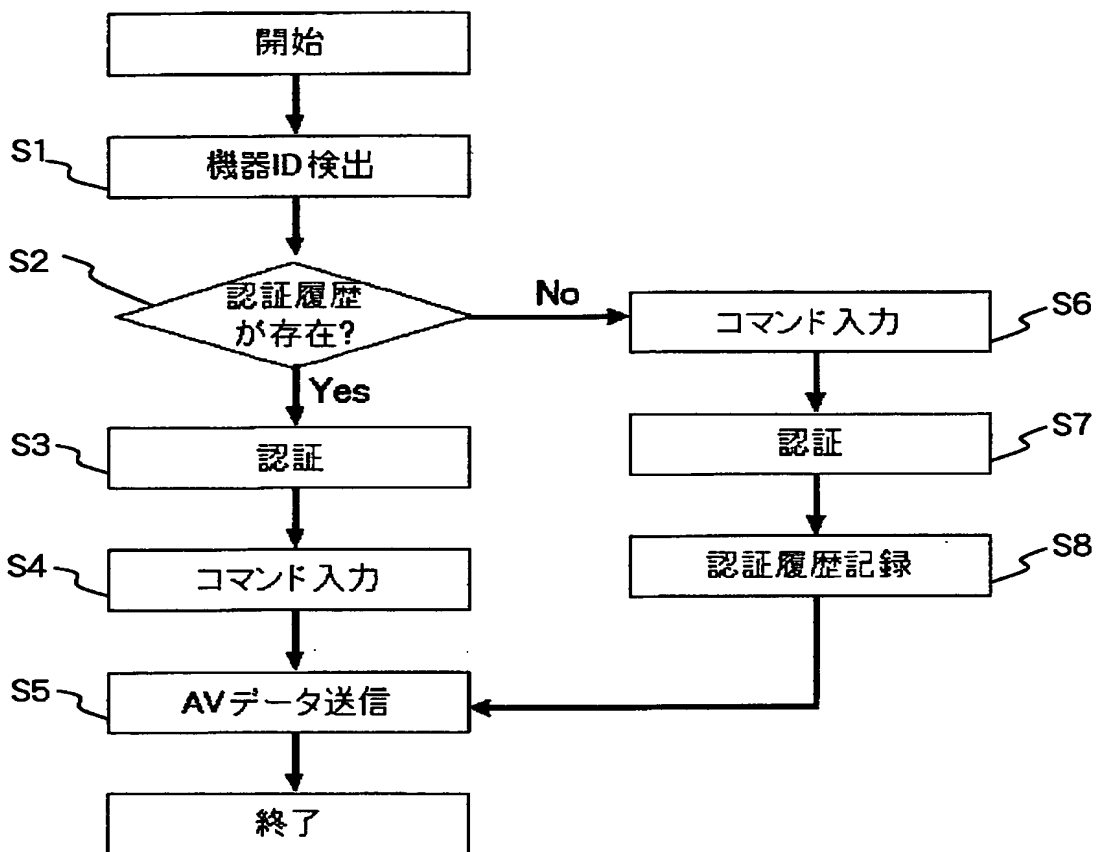 開始
S1
機器ID検出
S2
認証履歴
が存在?
No
Yes
コマンド入力
S6
S3
認証
認証
S7
S4
コマンド入力
認証履歴記録
S8
S5
AVデータ送信
終了